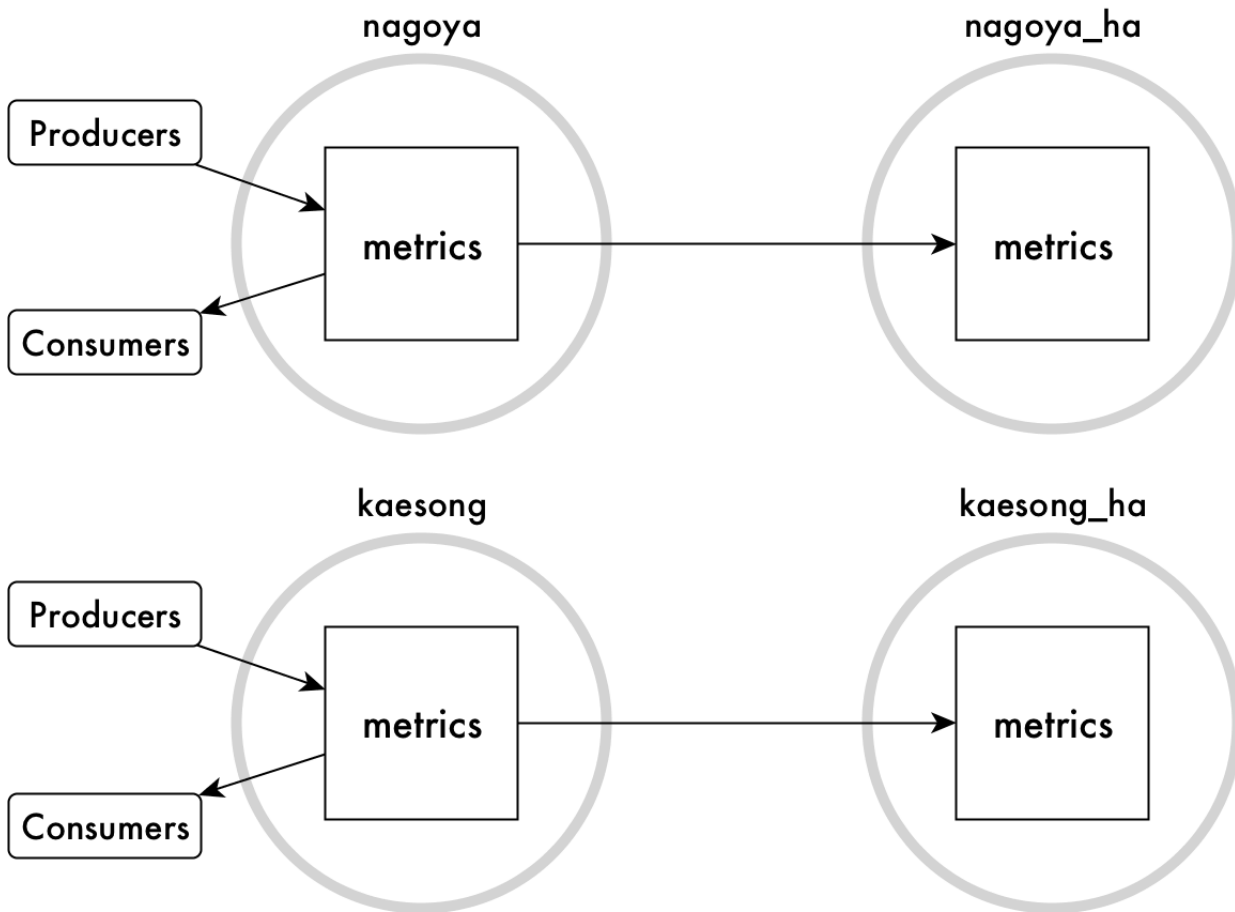 nagoya
nagoya_ha
Producers
metrics
metrics
Consumers
kaesong
kaesong_ha
Producers
metrics
metrics
Consumers